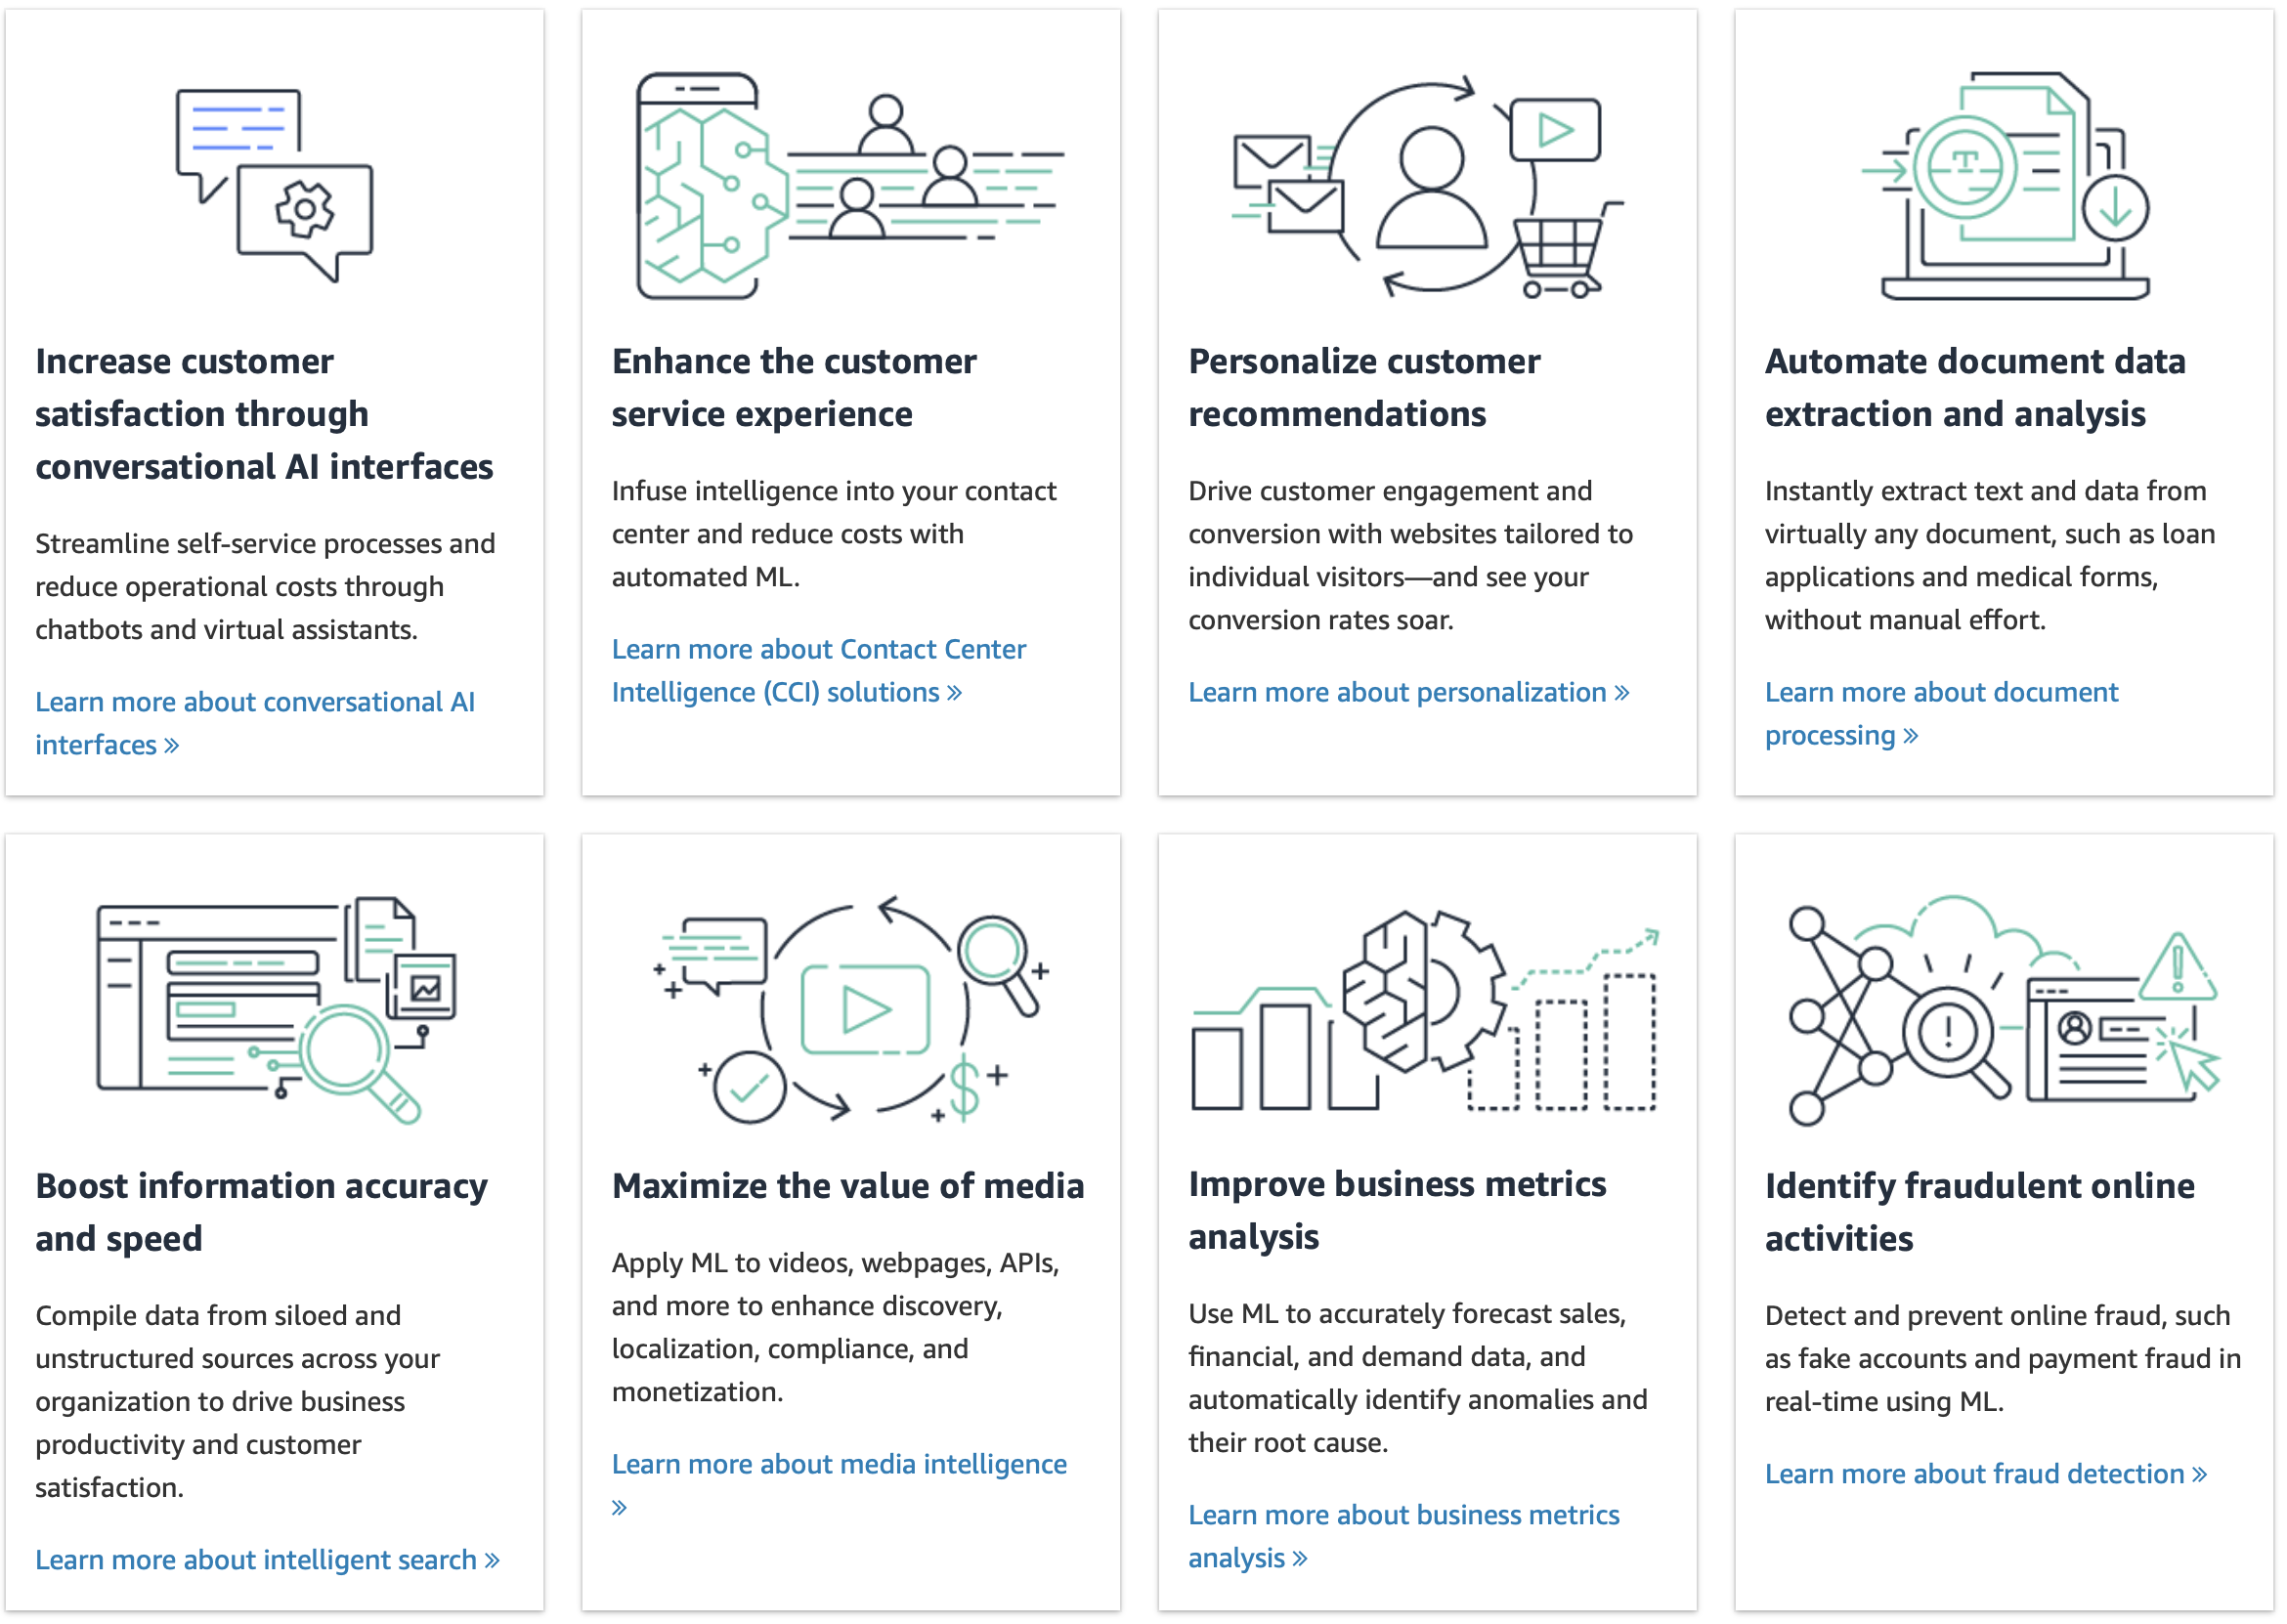 Increase customer
satisfaction through
conversational AI interfaces
Streamline self-service processes and
reduce operational costs through
chatbots and virtual assistants.
Learn more about conversational AI
interfaces »
Enhance the customer
service experience
Infuse intelligence into your contact
center and reduce costs with
automated ML.
Learn more about Contact Center
Intelligence (CCI) solutions »
Personalize customer
recommendations
Drive customer engagement and
conversion with websites tailored to
individual visitors—and see your
conversion rates soar.
Learn more about personalization »
T
Automate document data
extraction and analysis
Instantly extract text and data from
virtually any document, such as loan
applications and medical forms,
without manual effort.
Learn more about document
processing »
Boost information accuracy
and speed
Compile data from siloed and
unstructured sources across your
organization to drive business
productivity and customer
satisfaction.
Learn more about intelligent search »
$
Maximize the value of media
Apply ML to videos, webpages, APIs,
and more to enhance discovery,
localization, compliance, and
monetization.
Learn more about media intelligence
»
Improve business metrics
analysis
Use ML to accurately forecast sales,
financial, and demand data, and
automatically identify anomalies and
their root cause.
Learn more about business metrics
analysis »
Identify fraudulent online
activities
Detect and prevent online fraud, such
as fake accounts and payment fraud in
real-time using ML.
Learn more about fraud detection »